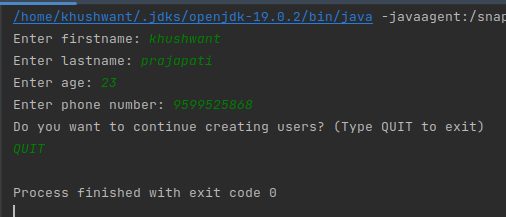 /home/khushwant/.jdks/openjdk-19.0.2/bin/java -javaagent:/snap
Enter firstname: khushwant
Enter lastname: prajapati
Enter age: 23
Enter phone number: 9599525868
Do you want to continue creating users? (Type QUIT to exit)
QUIT
Process finished with exit code 0